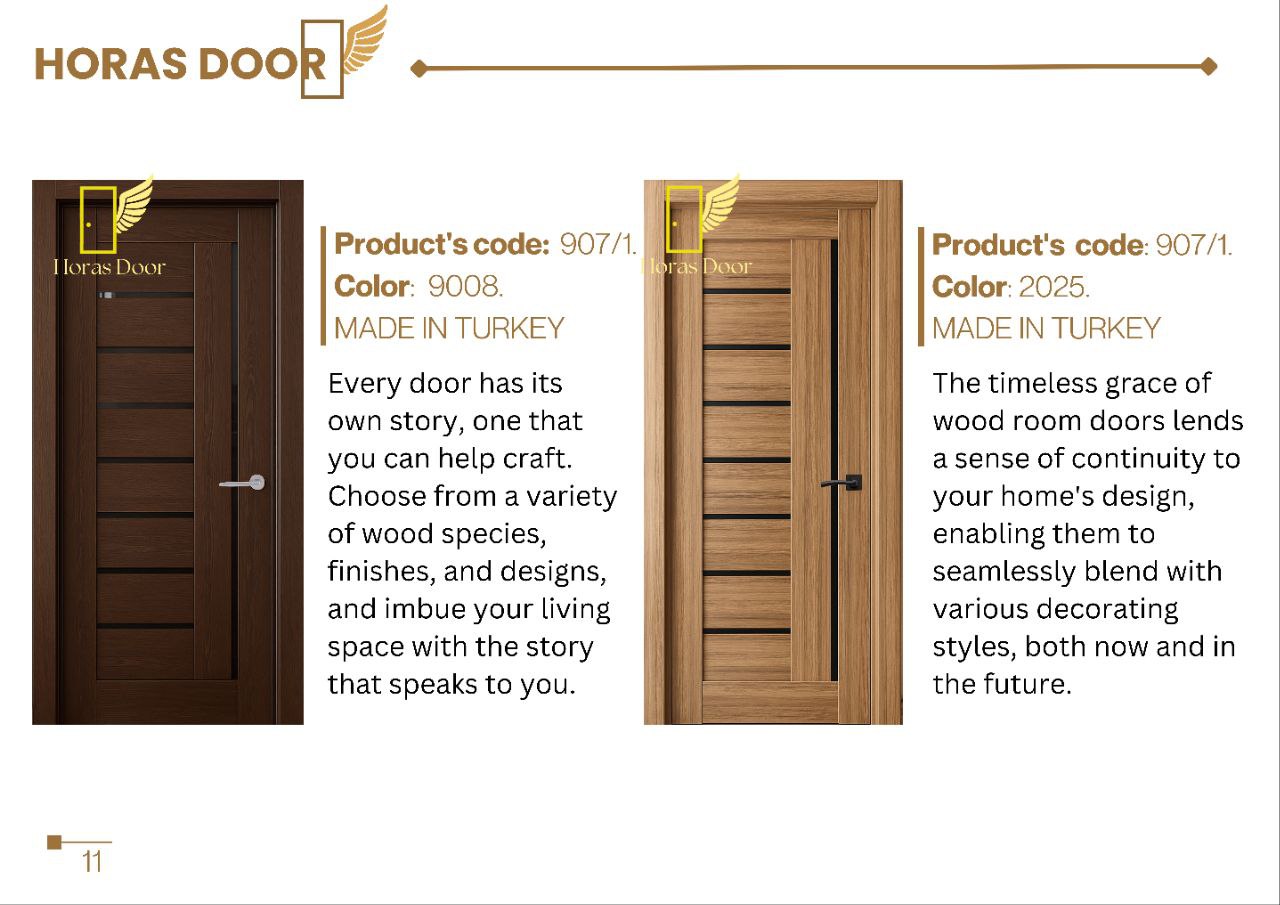 HORAS DOOR
Horas Door
Product's code: 907/1.
Color: 9008.
MADE IN TURKEY
Every door has its
own story, one that
you can help craft.
Choose from a variety
of wood species,
finishes, and designs,
and imbue your living
space with the story
that speaks to you.
Horas Door
Product's code: 907/1.
Color: 2025.
MADE IN TURKEY
The timeless grace of
wood room doors lends
a sense of continuity to
your home's design,
enabling them to
seamlessly blend with
various decorating
styles, both now and in
the future.
11